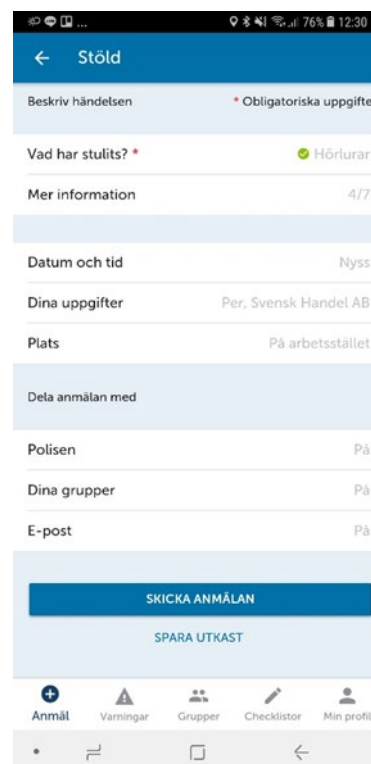 ... 76% 12:30
Stöld
Beskriv händelsen * Obligatoriska uppgifte
Vad har stulits? * Hörlurar
Mer information 4/7
Datum och tid Nyss
Dina uppgifter Per, Svensk Handel AB
Plats På arbetsstället
Dela anmälan med
Polisen På
Dina grupper På
E-post På
SKICKA ANMÄLAN
SPARA UTKAST
Anmäl Varningar Grupper Checklistor Min profil